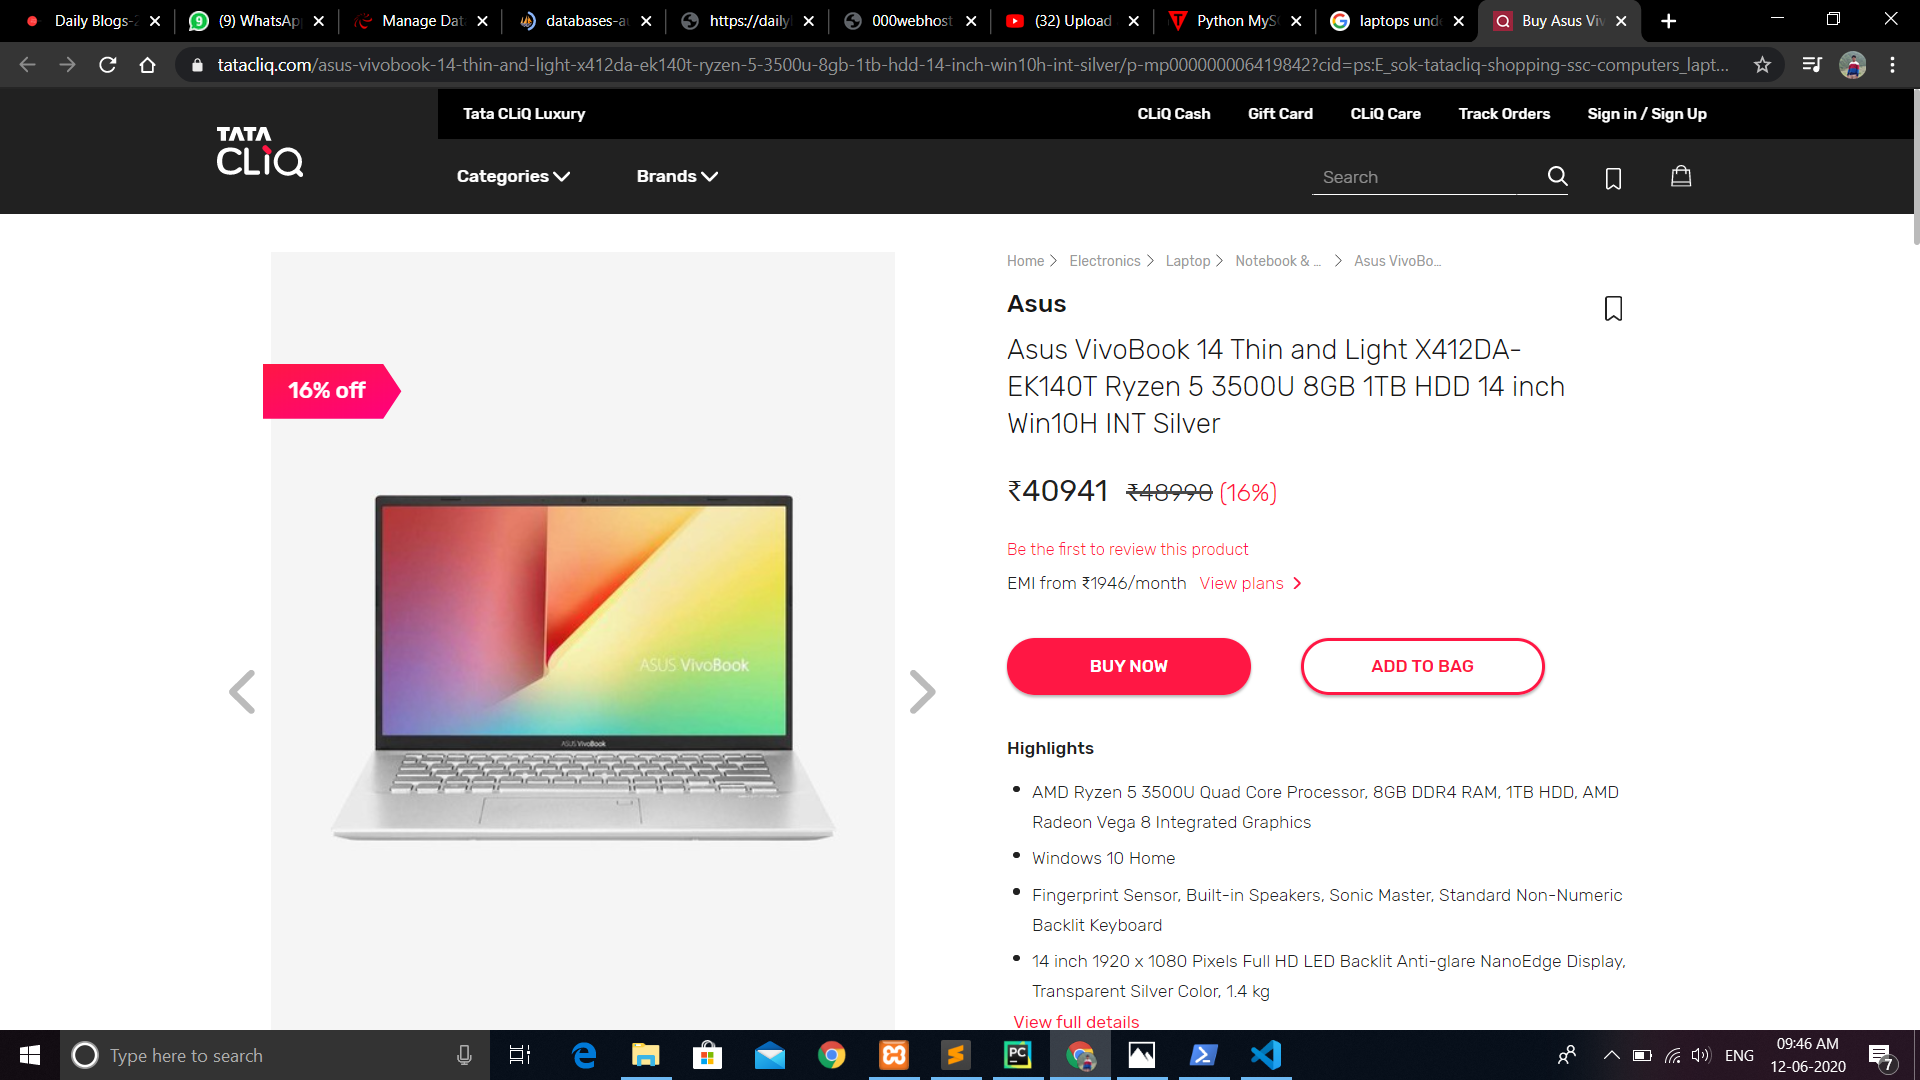 Daily Blogs-2
(9) WhatsApp
Manage Dat
databases-au
https://daily
000webhost
(32) Upload
Python MyS
laptops unde
Buy Asus Viv
tatacliq.com/asus-vivobook-14-thin-and-light-x412da-ek140t-ryzen-5-3500u-8gb-1tb-hdd-14-inch-win10h-int-silver/p-mp000000006419842?cid=ps:E_sok-tatacliq-shopping-ssc-computers_lapt...
Tata CLiQ Luxury
CLiQ Cash
Gift Card
CLiQ Care
Track Orders
Sign in / Sign Up
TATA
CLiQ
Categories
Brands
Search
Home
Electronics
Laptop
Notebook & ...
Asus VivoBo...
Asus
16% off
Asus VivoBook 14 Thin and Light X412DA-
EK140T Ryzen 5 3500U 8GB 1TB HDD 14 inch
Win10H INT Silver
₹40941 ₹48990 (16%)
Be the first to review this product
EMI from ₹1946/month View plans
BUY NOW
ADD TO BAG
ASUS VivoBook
ASUS VivoBook
Highlights
AMD Ryzen 5 3500U Quad Core Processor, 8GB DDR4 RAM, 1TB HDD, AMD
Radeon Vega 8 Integrated Graphics
Windows 10 Home
Fingerprint Sensor, Built-in Speakers, Sonic Master, Standard Non-Numeric
Backlit Keyboard
14 inch 1920 x 1080 Pixels Full HD LED Backlit Anti-glare NanoEdge Display,
Transparent Silver Color, 1.4 kg
View full details
Type here to search
PC
ENG
09:46 AM
12-06-2020
7